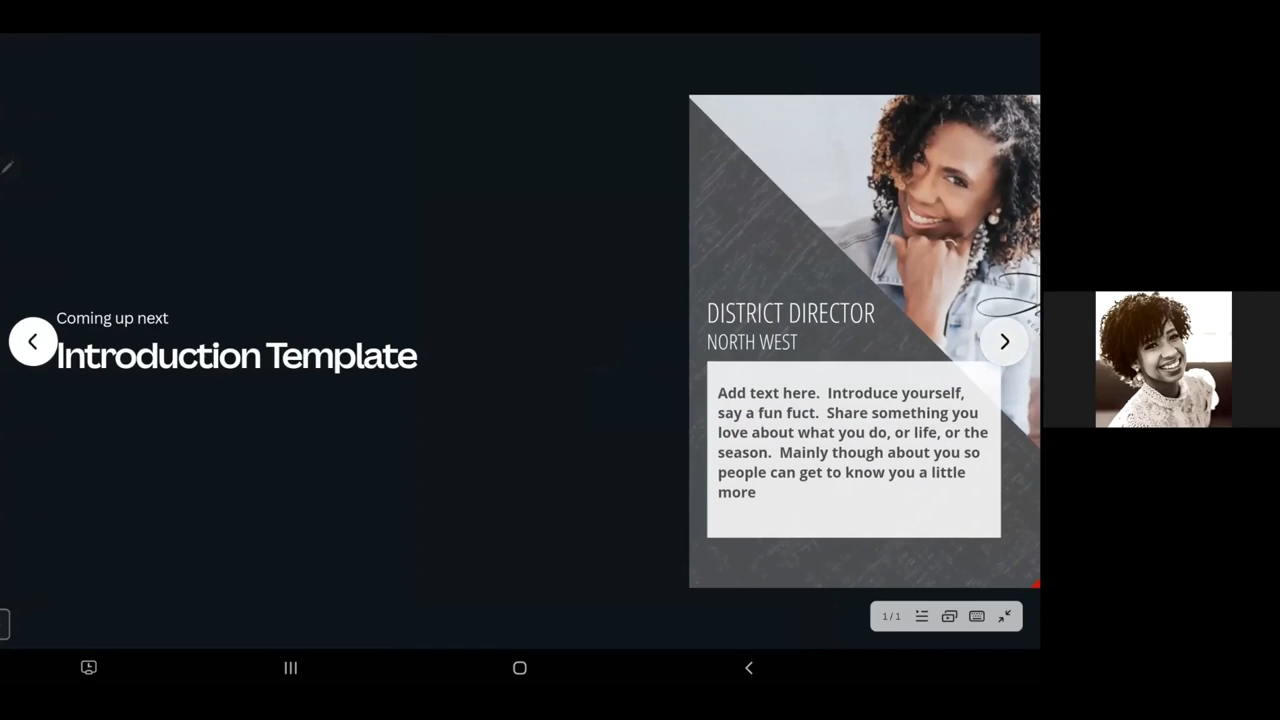 Coming up next
Introduction Template
DISTRICT DIRECTOR
NORTH WEST
Add text here.  Introduce yourself,
say a fun fuct.  Share something you
love about what you do, or life, or the
season.  Mainly though about you so
people can get to know you a little
more
1/1